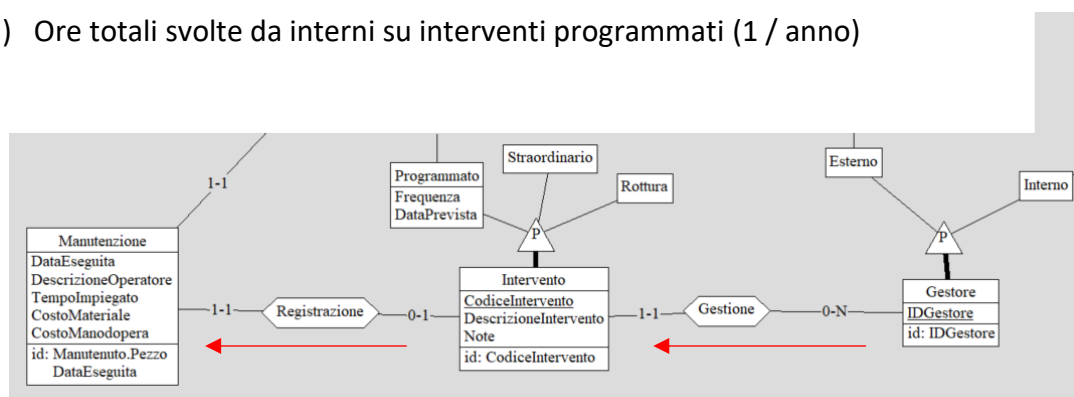 ) Ore totali svolte da interni su interventi programmati (1 / anno)
Straordinario
Esterno
Programmato
Frequenza
DataPrevista
Rottura
Interno
1-1
P
P
Manutenzione
DataEseguita
DescrizioneOperatore
TempoImpiegato
CostoMateriale
CostoManodopera
id: Manutenuto.Pezzo
DataEseguita
1-1
Registrazione
0-1
Intervento
CodiceIntervento
DescrizioneIntervento
Note
id: CodiceIntervento
1-1
Gestione
0-N
Gestore
IDGestore
id: IDGestore